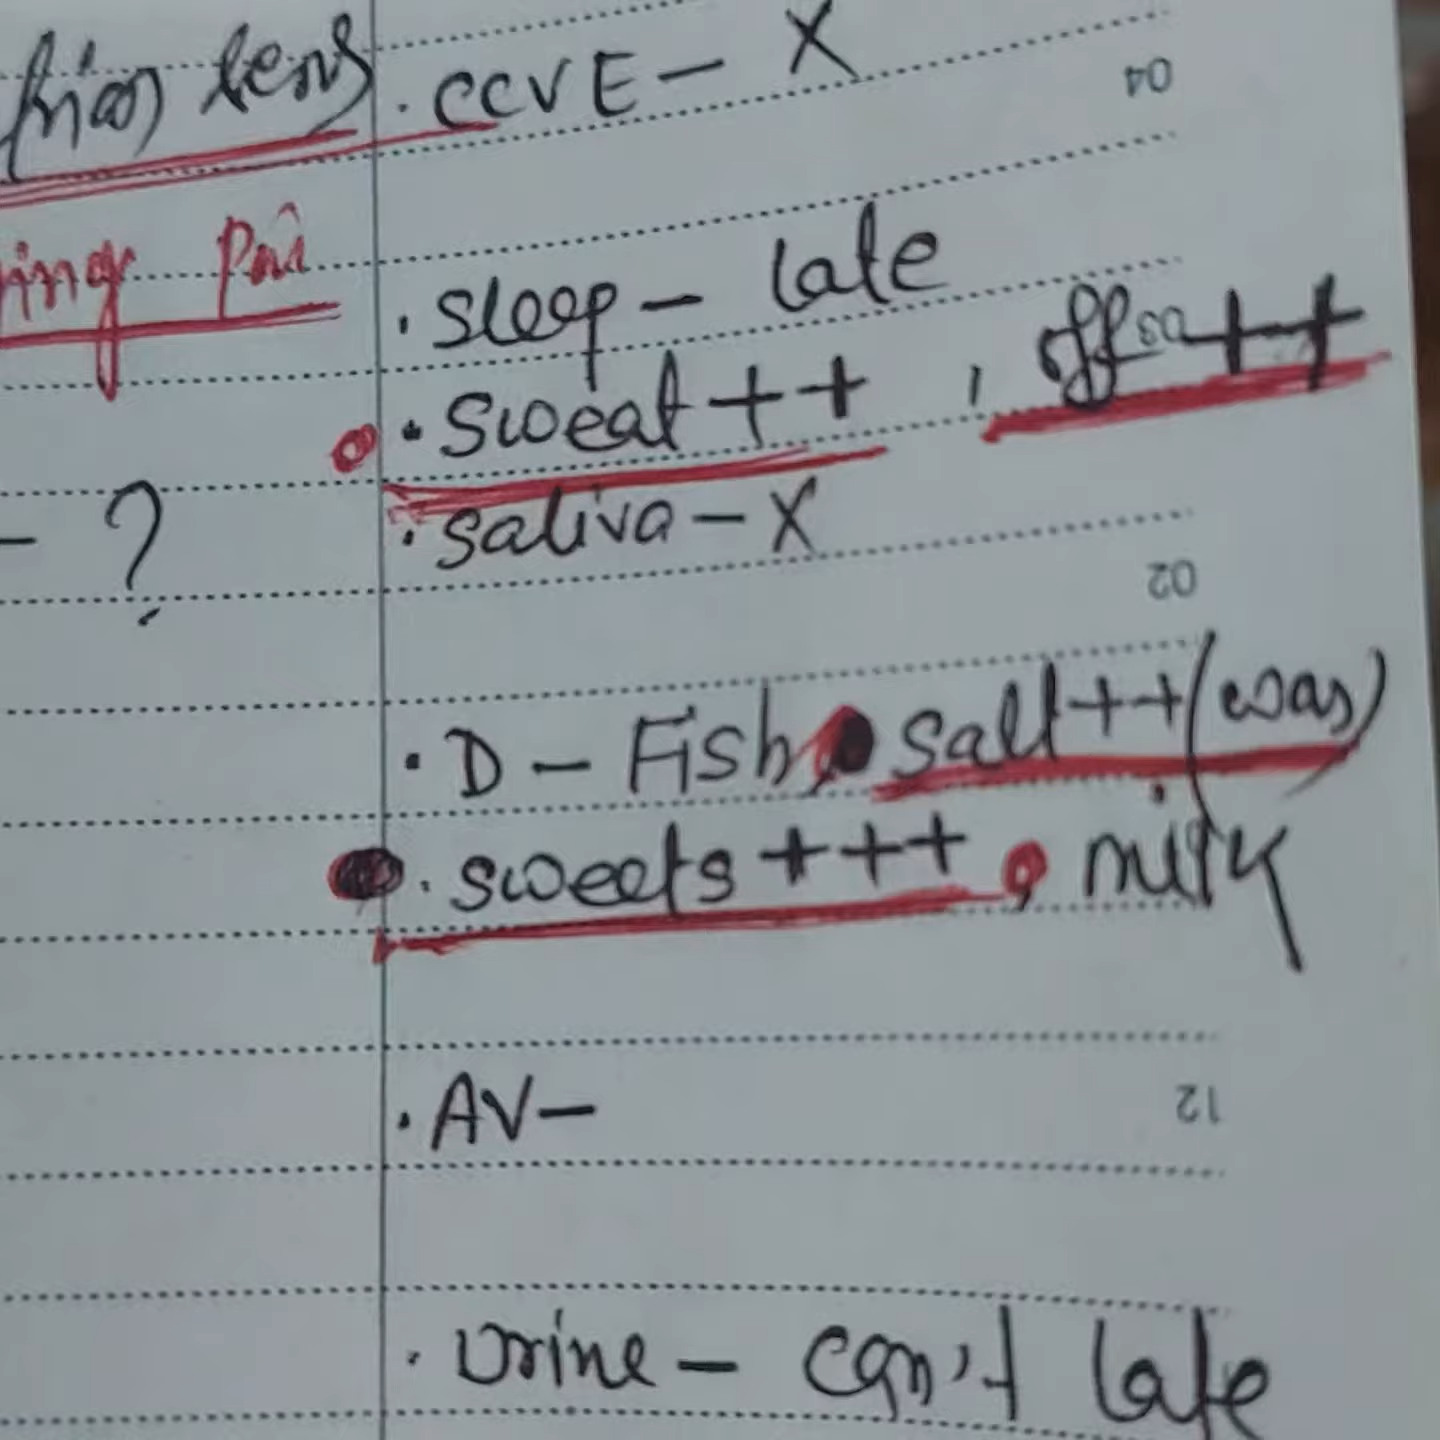 . CCVE – X
04
. Sleep – late
. Sweat ++ ,
. Saliva – X
– ?
02
. D – Fish, salt ++ (was)
. sweets +++, milk
. AV –
12
. Urine – can't late